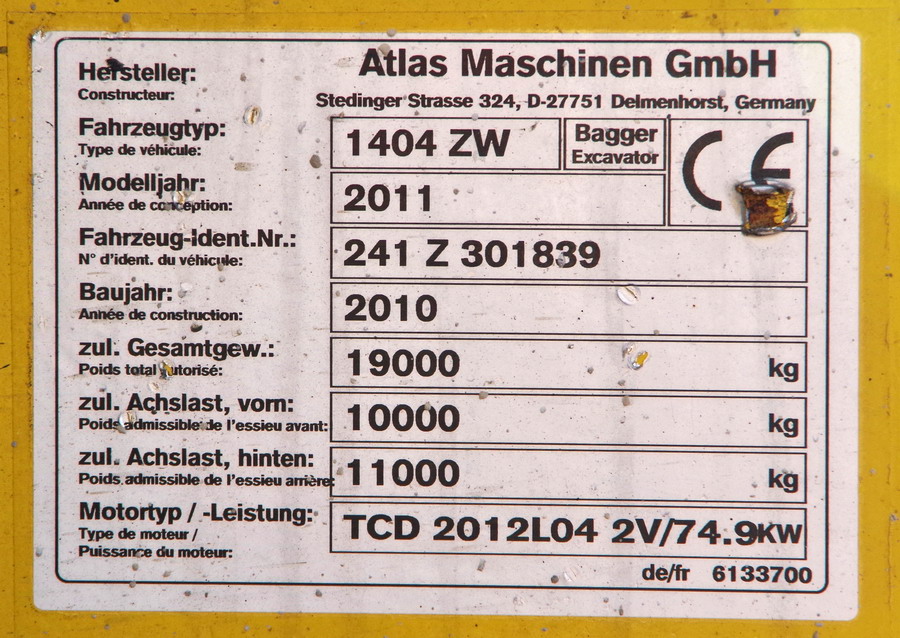 Hersteller: Atlas Maschinen GmbH
Constructeur: Stedinger Strasse 324, D-27751 Delmenhorst, Germany
Fahrzeugtyp: 1404 ZW Bagger
Type de véhicule: Excavator
CE
Modelljahr: 2011
Année de conception:
Fahrzeug-Ident.Nr.: 241 Z 301839
N° d'ident. du véhicule:
Baujahr: 2010
Année de construction:
zul. Gesamtgew.: 19000 kg
Poids total autorisé:
zul. Achslast, vorn: 10000 kg
Poids admissible de l'essieu avant:
zul. Achslast, hinten: 11000 kg
Poids admissible de l'essieu arrière:
Motortyp / -Leistung: TCD 2012L04 2V/74.9KW
Type de moteur /
Puissance du moteur:
de/fr 6133700